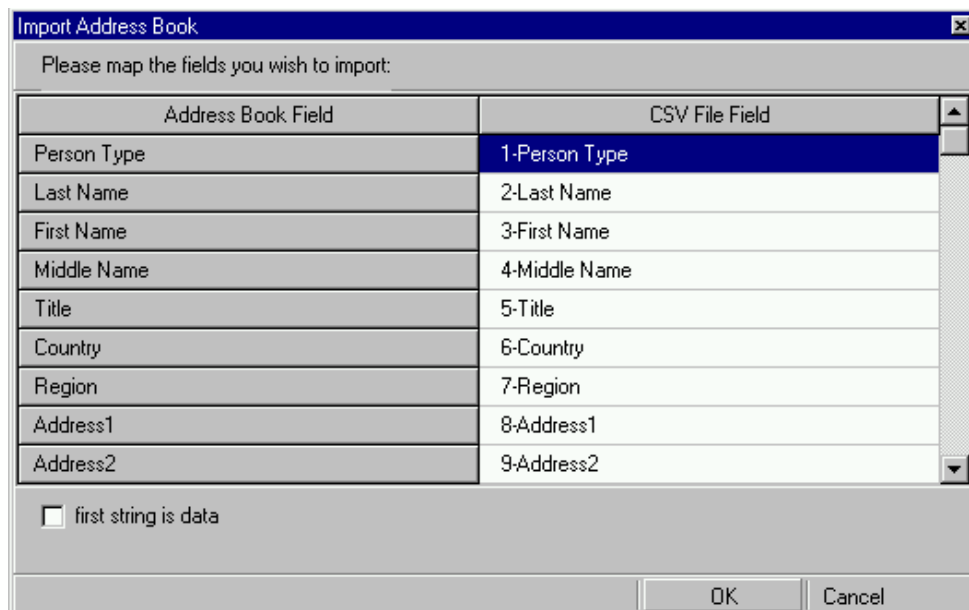 Import Address Book
Please map the fields you wish to import:
Address Book Field CSV File Field
Person Type 1-Person Type
Last Name 2-Last Name
First Name 3-First Name
Middle Name 4-Middle Name
Title 5-Title
Country 6-Country
Region 7-Region
Address1 8-Address1
Address2 9-Address2
first string is data
OK Cancel